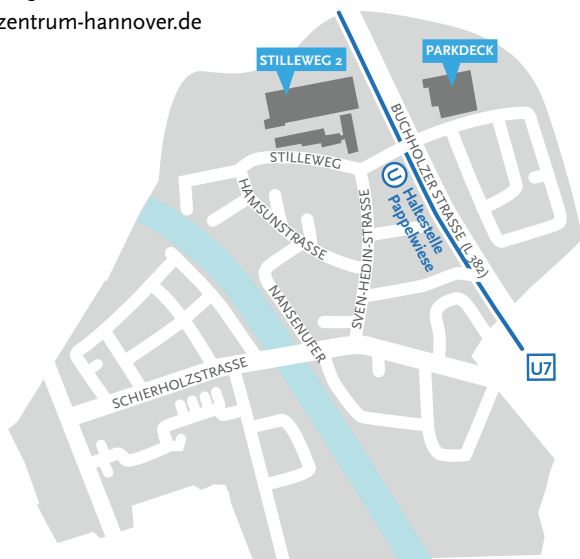 zentrum-hannover.de
STILLEWEG 2
PARKDECK
BUCHHOLZER STRASSE (L 382)
STILLEWEG
U
Haltestelle
Pappelwiese
HAMSUNSTRASSE
SVEN-HEDIN-STRASSE
NANSENUFER
SCHIERHOLZSTRASSE
U7